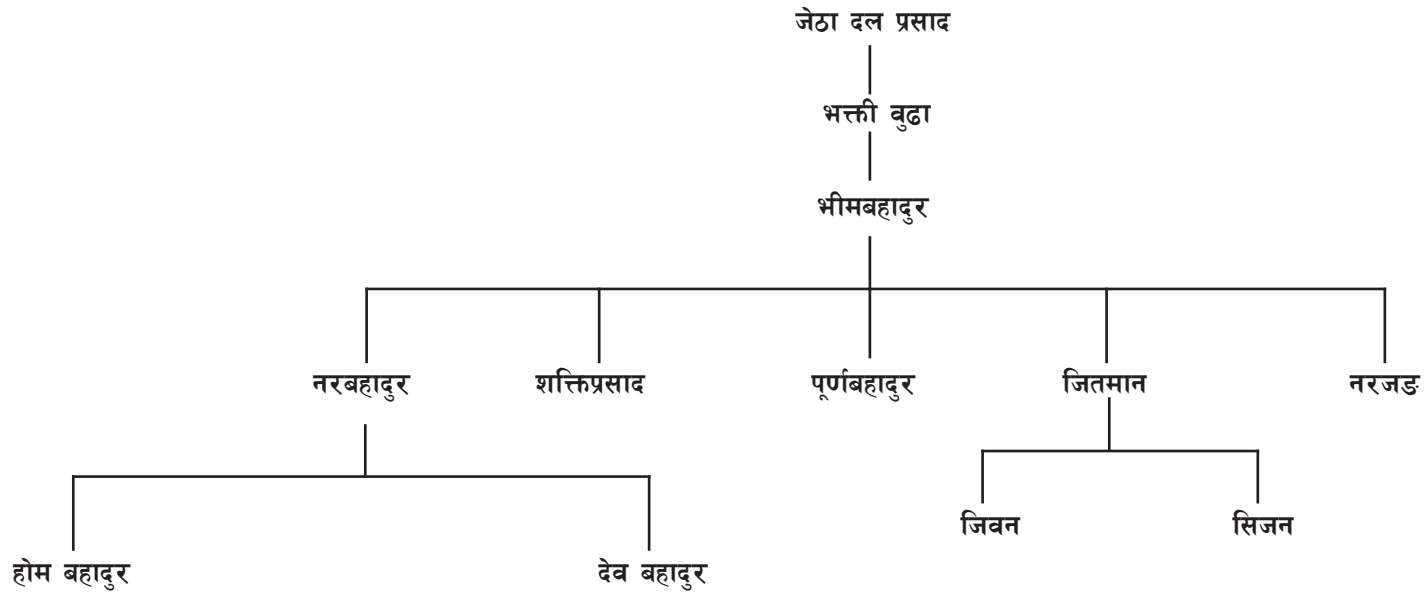 जेठा दल प्रसाद
भक्ती बुढा
भीमबहादुर
नरबहादुर शक्तिप्रसाद पूर्णबहादुर जितमान नरजङ
जिवन सिजन
होम बहादुर देव बहादुर